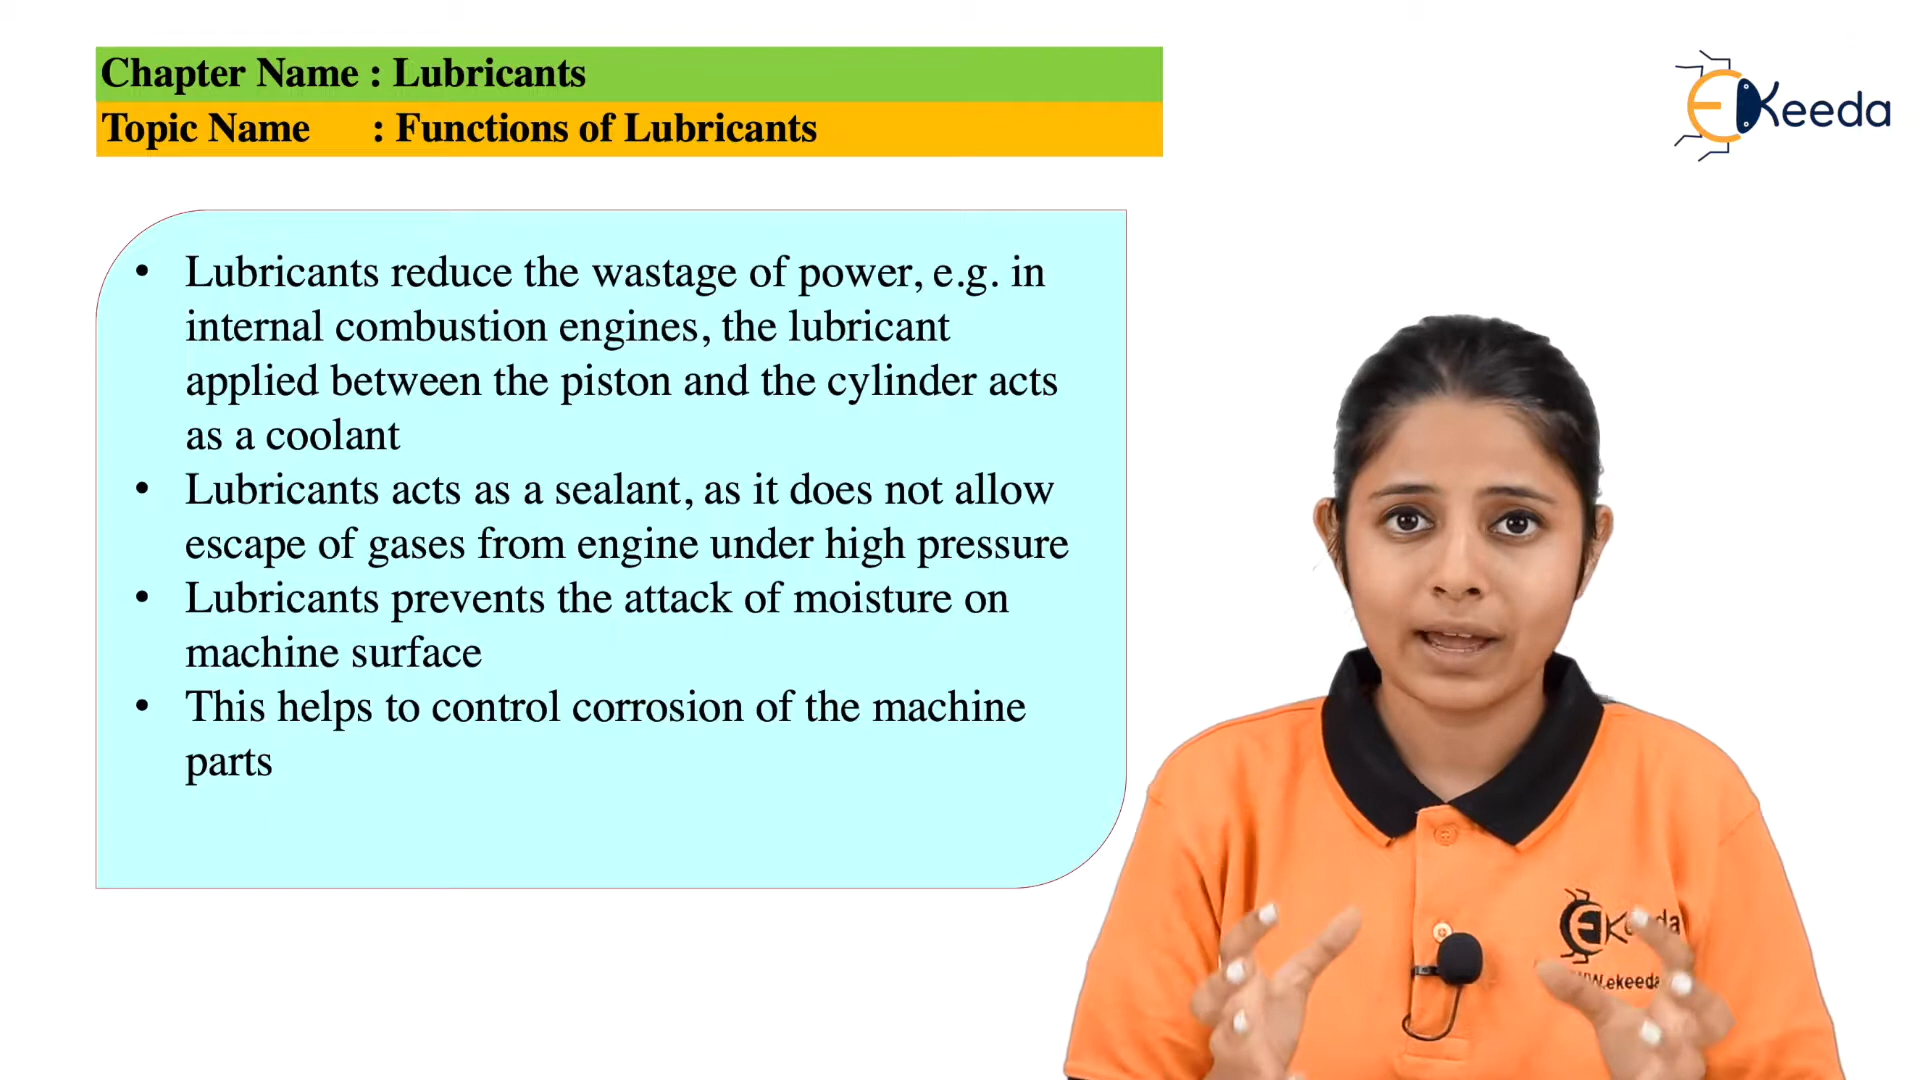 Chapter Name : Lubricants
Topic Name : Functions of Lubricants
EKeeda
• Lubricants reduce the wastage of power, e.g. in
internal combustion engines, the lubricant
applied between the piston and the cylinder acts
as a coolant
• Lubricants acts as a sealant, as it does not allow
escape of gases from engine under high pressure
• Lubricants prevents the attack of moisture on
machine surface
• This helps to control corrosion of the machine
parts